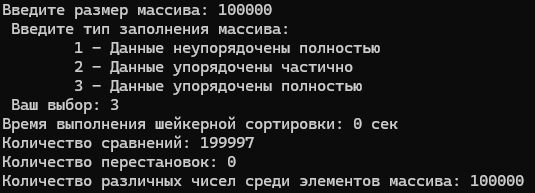 Введите размер массива: 100000
Введите тип заполнения массива:
1 – Данные неупорядочены полностью
2 – Данные упорядочены частично
3 – Данные упорядочены полностью
Ваш выбор: 3
Время выполнения шейкерной сортировки: 0 сек
Количество сравнений: 199997
Количество перестановок: 0
Количество различных чисел среди элементов массива: 100000